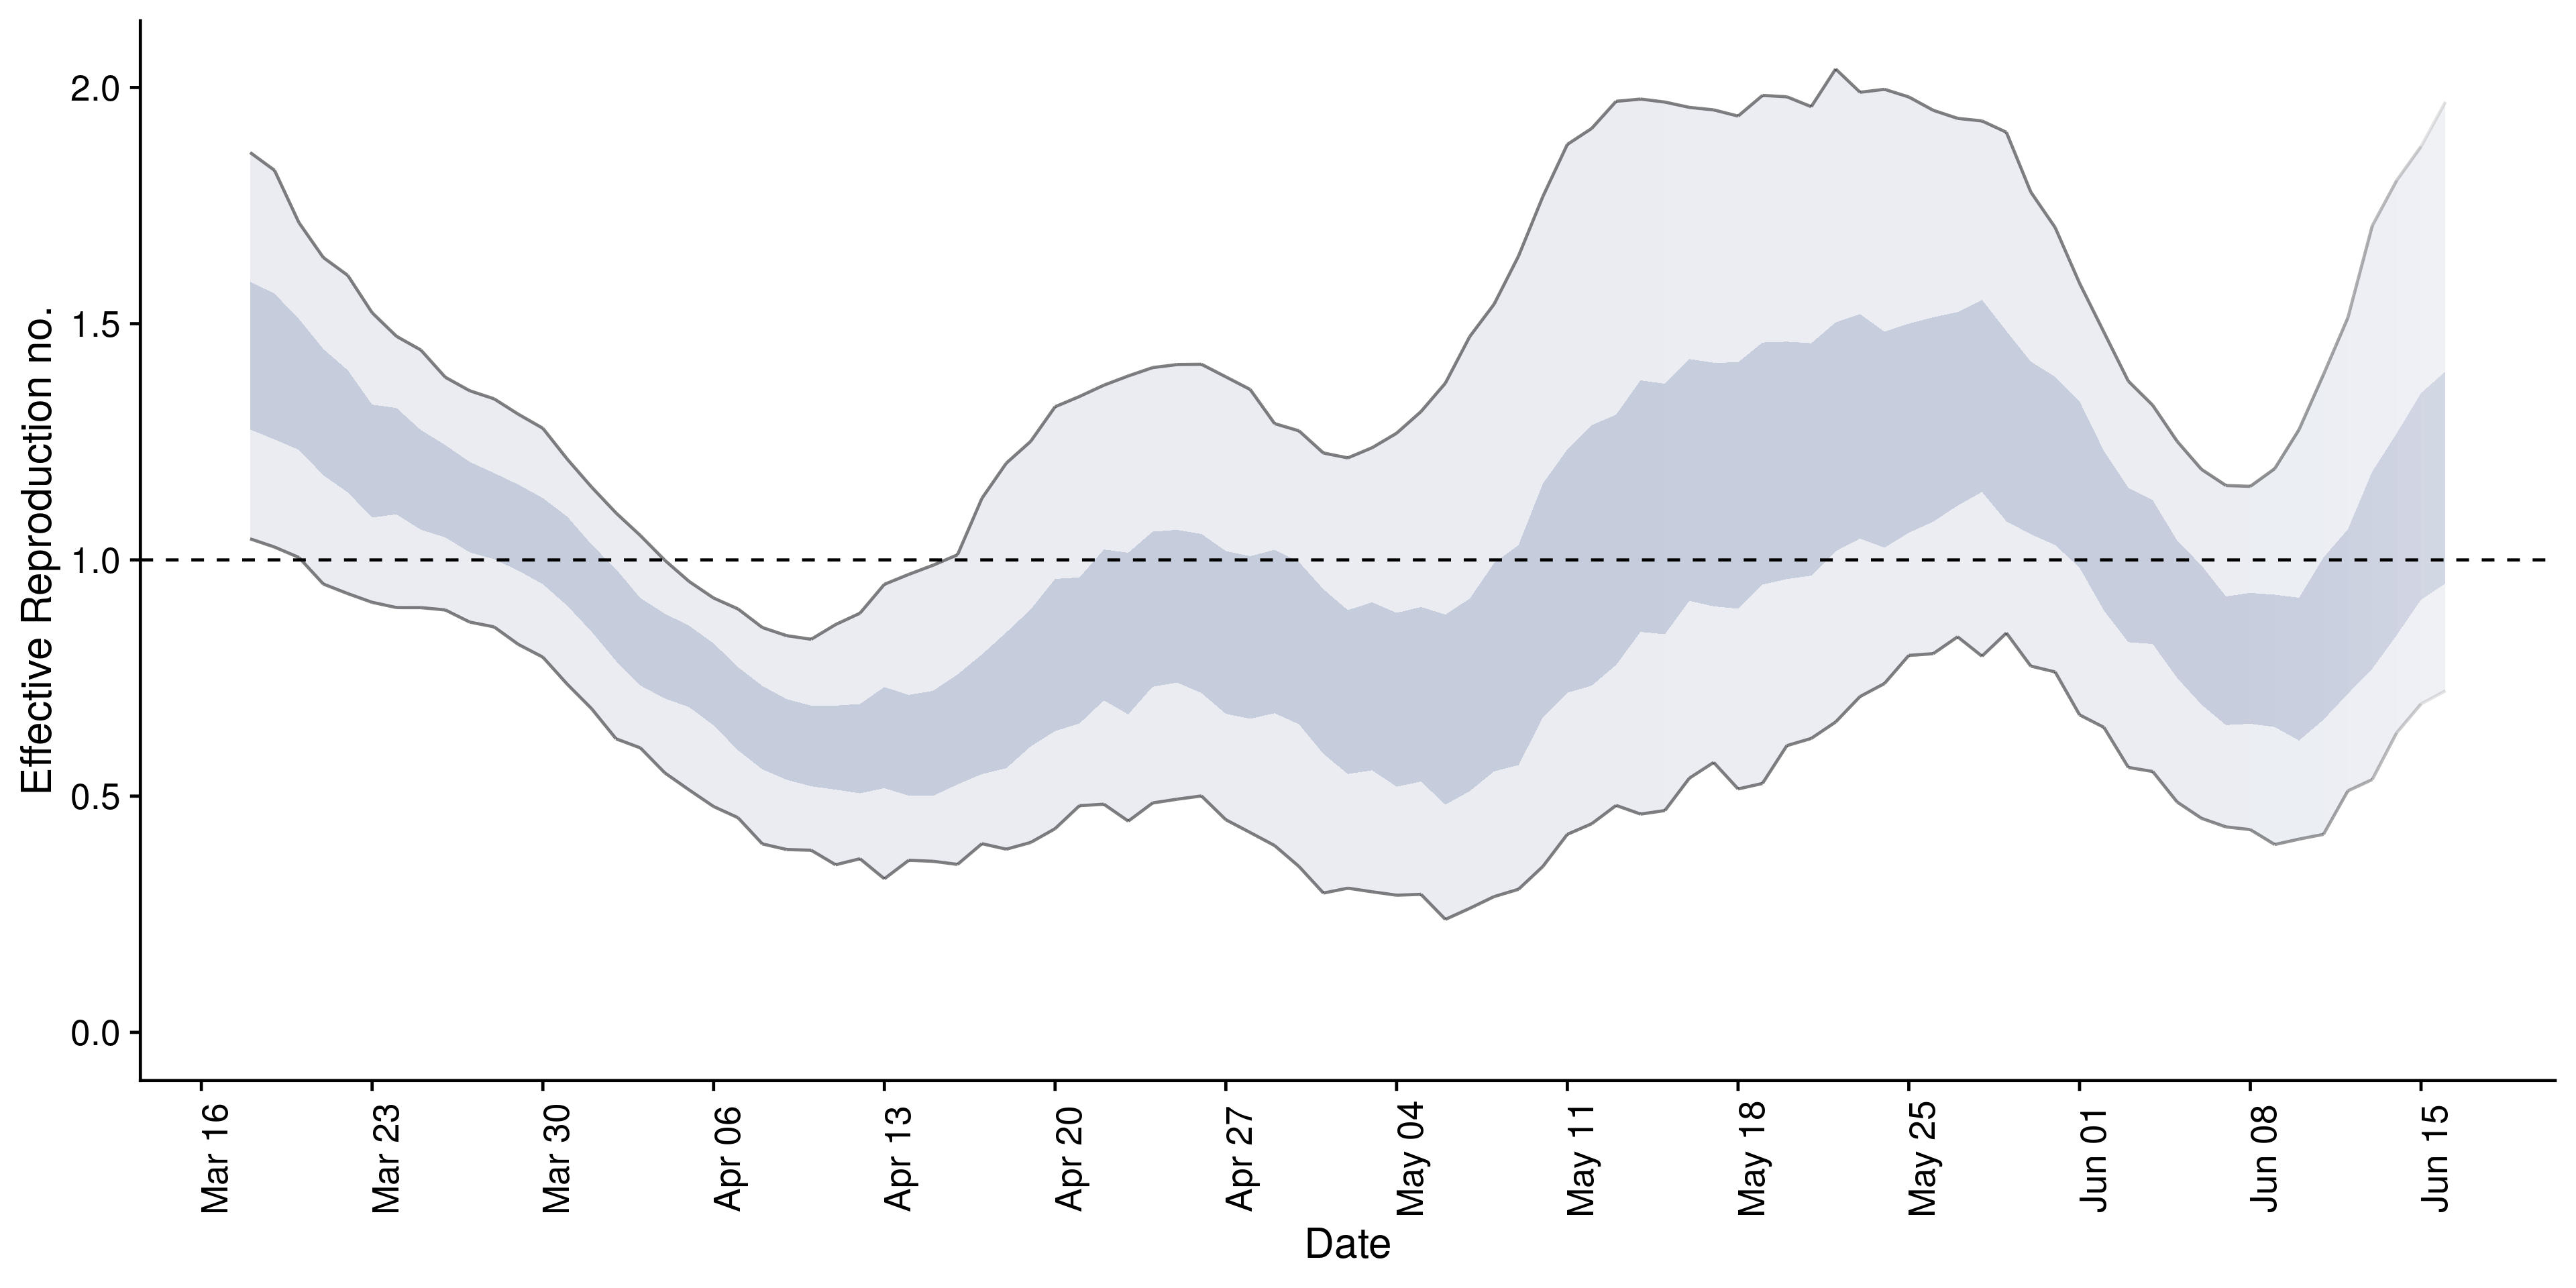 Effective Reproduction no.
2.0
1.5
1.0
0.5
0.0
Mar 16
Mar 23
Mar 30
Apr 06
Apr 13
Apr 20
Apr 27
May 04
May 11
May 18
May 25
Jun 01
Jun 08
Jun 15
Date